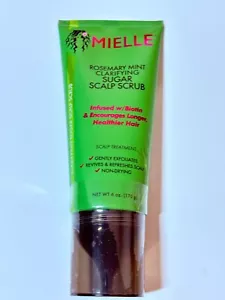 MIELLE
ROSEMARY MINT
CLARIFYING
SUGAR
SCALP SCRUB
Infused w/Biotin
& Encourages Longer,
Healthier Hair
SCALP TREATMENT
✓ GENTLY EXFOLIATES
✓ REVIVES & REFRESHES SCALP
✓ NON-DRYING
NET WT 6 oz. (170 g)